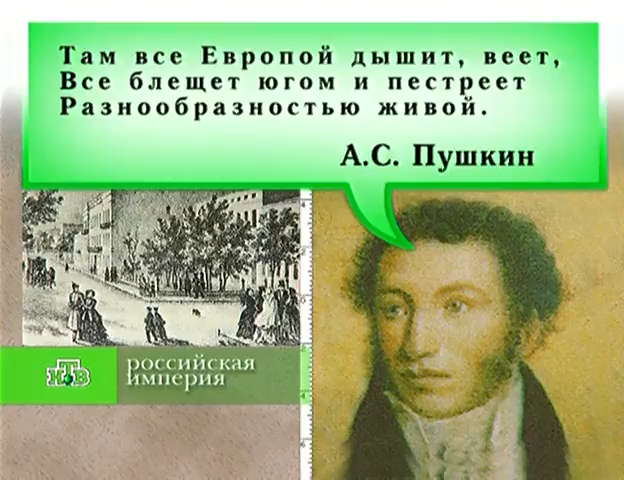 Там все Европой дышит, веет,
Все блещет югом и пестреет
Разнообразностью живой.
А.С. Пушкин
НТВ
российская
империя